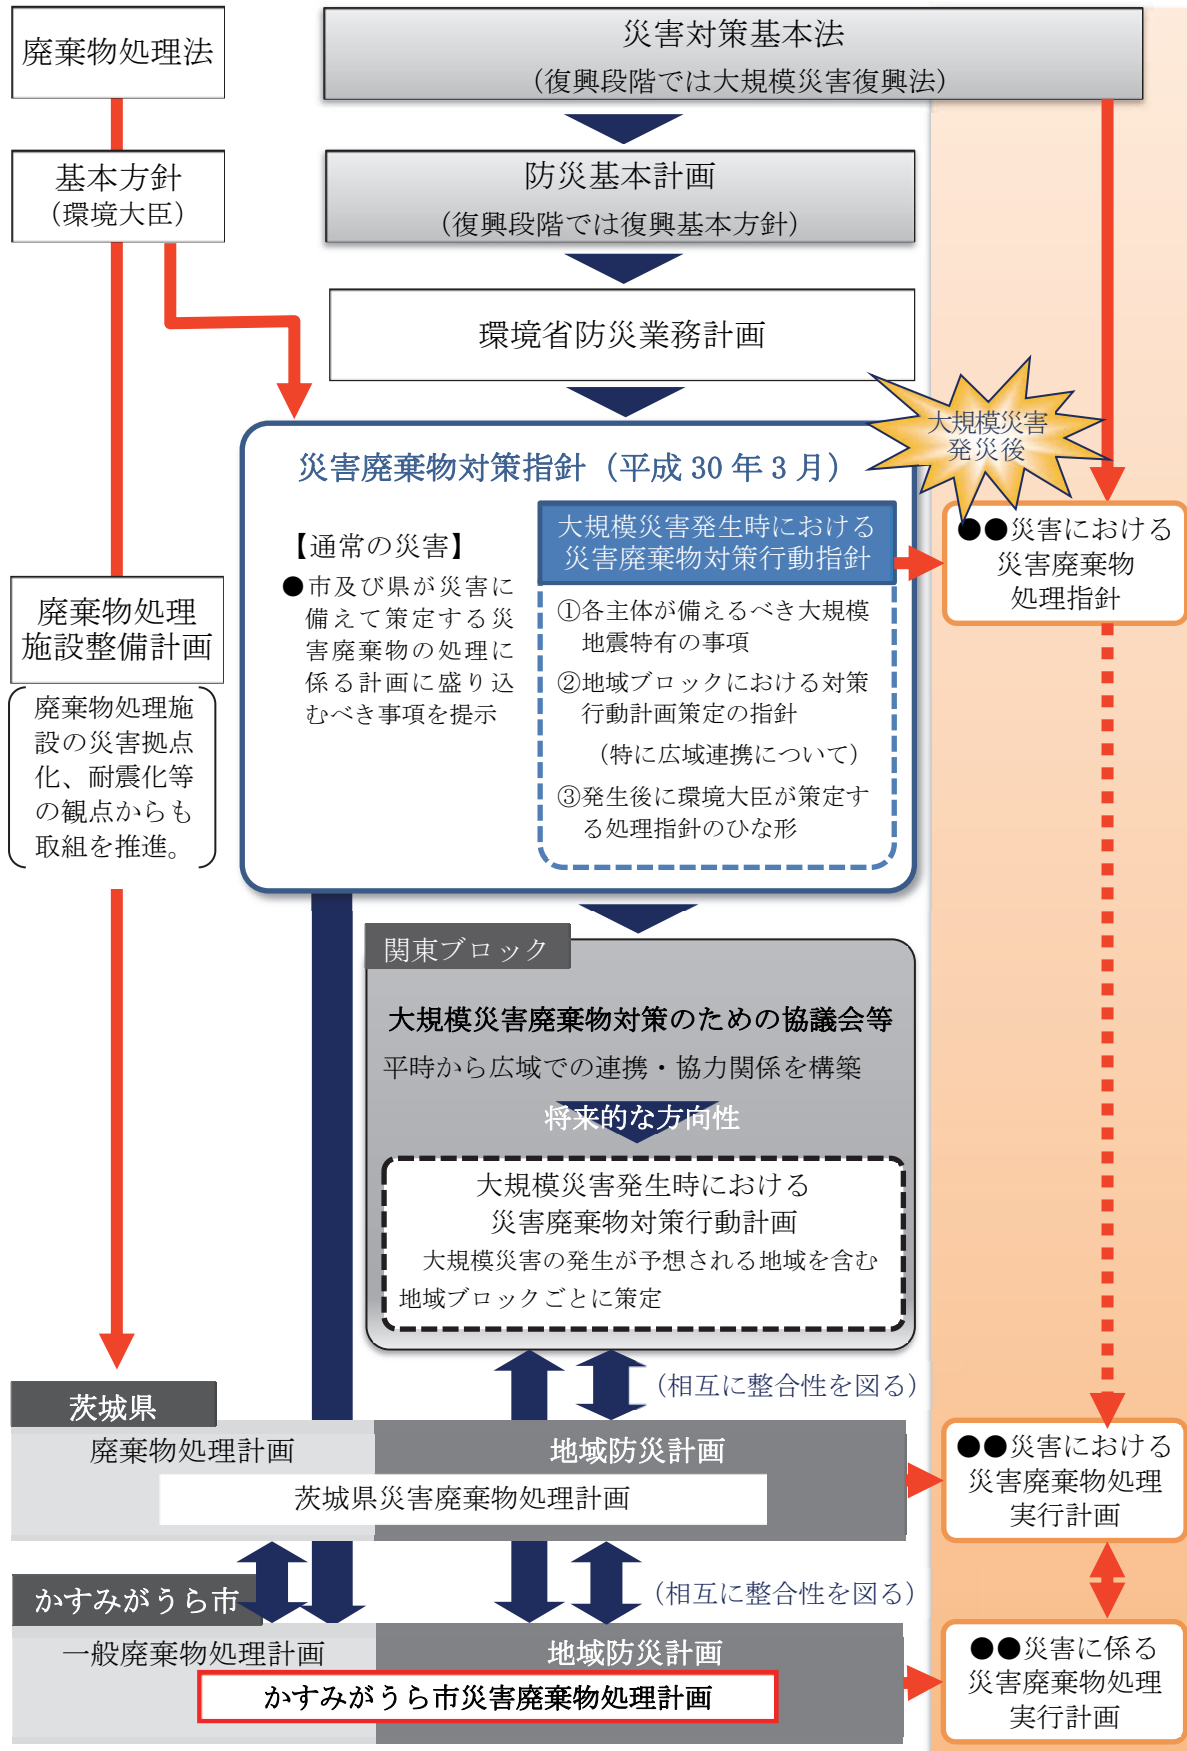 廃棄物処理法
災害対策基本法
（復興段階では大規模災害復興法）
基本方針
（環境大臣）
防災基本計画
（復興段階では復興基本方針）
環境省防災業務計画
大規模災害
発災後
災害廃棄物対策指針（平成 30 年 3 月）
【通常の災害】
●市及び県が災害に
備えて策定する災
害廃棄物の処理に
係る計画に盛り込
むべき事項を提示
大規模災害発生時における
災害廃棄物対策行動指針
①各主体が備えるべき大規模
地震特有の事項
②地域ブロックにおける対策
行動計画策定の指針
（特に広域連携について）
③発生後に環境大臣が策定す
る処理指針のひな形
●●災害における
災害廃棄物
処理指針
廃棄物処理
施設整備計画
廃棄物処理施
設の災害拠点
化、耐震化等
の観点からも
取組を推進。
関東ブロック
大規模災害廃棄物対策のための協議会等
平時から広域での連携・協力関係を構築
将来的な方向性
大規模災害発生時における
災害廃棄物対策行動計画
大規模災害の発生が予想される地域を含む
地域ブロックごとに策定
（相互に整合性を図る）
茨城県
廃棄物処理計画
地域防災計画
茨城県災害廃棄物処理計画
●●災害における
災害廃棄物処理
実行計画
（相互に整合性を図る）
かすみがうら市
一般廃棄物処理計画
地域防災計画
かすみがうら市災害廃棄物処理計画
●●災害に係る
災害廃棄物処理
実行計画